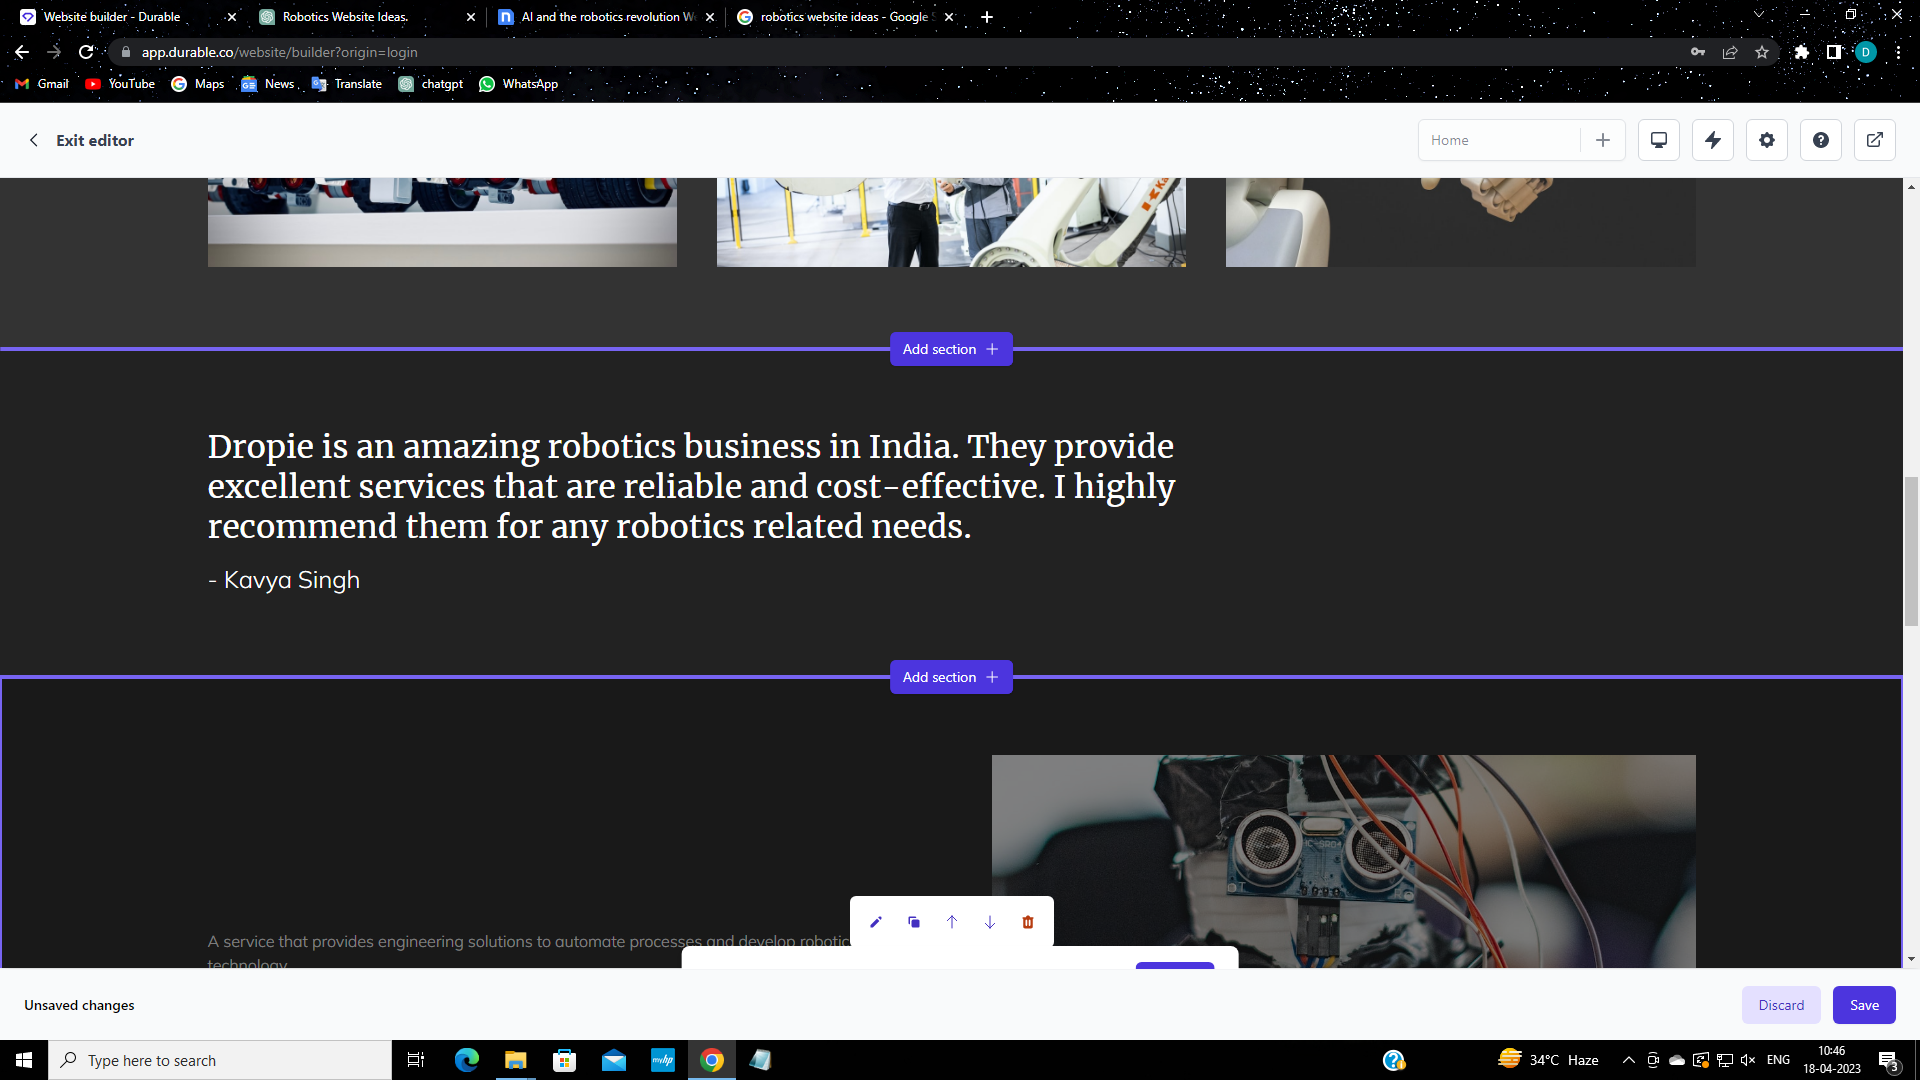 Website builder - Durable
Robotics Website Ideas.
AI and the robotics revolution W
robotics website ideas - Google S
app.durable.co/website/builder?origin=login
D
Gmail
YouTube
Maps
News
Translate
chatgpt
WhatsApp
Exit editor
Home
Add section
Dropie is an amazing robotics business in India. They provide
excellent services that are reliable and cost-effective. I highly
recommend them for any robotics related needs.
- Kavya Singh
Add section
HC-SR04
A service that provides engineering solutions to automate processes and develop robotic
technology
Unsaved changes
Discard
Save
Type here to search
myhp
34°C Haze
ENG
10:46
18-04-2023
3